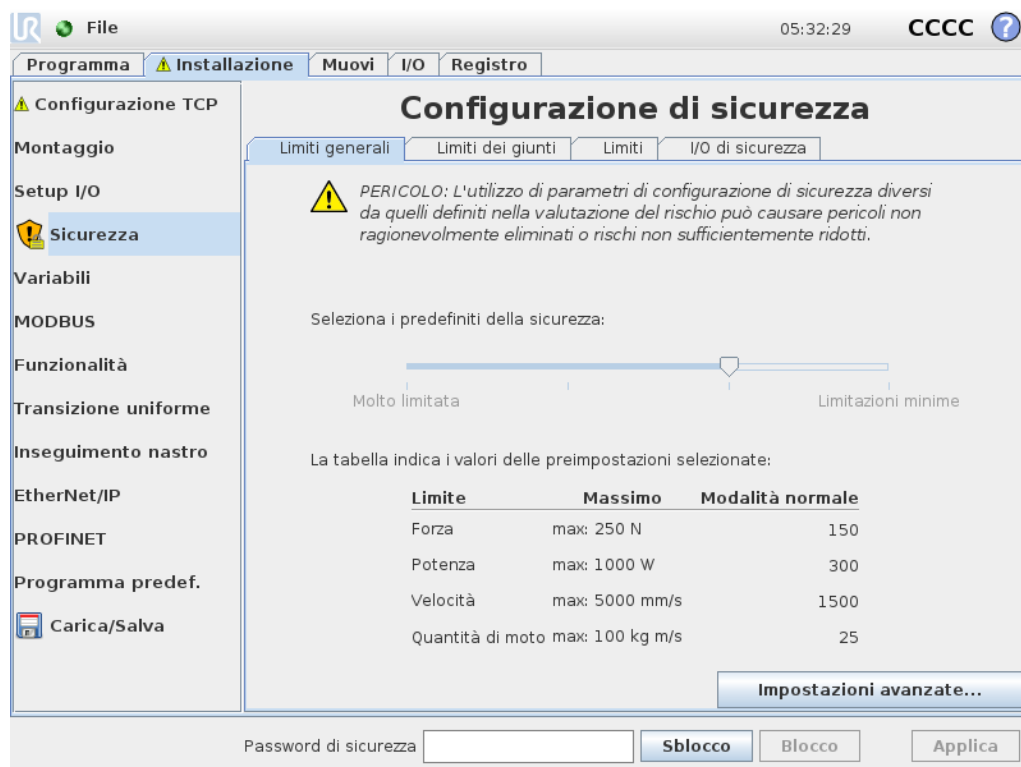 UR File 05:32:29 CCCC ?
Programma Installazione Muovi I/O Registro
Configurazione TCP
Montaggio
Setup I/O
Sicurezza
Variabili
MODBUS
Funzionalità
Transizione uniforme
Inseguimento nastro
EtherNet/IP
PROFINET
Programma predef.
Carica/Salva
Configurazione di sicurezza
Limiti generali Limiti dei giunti Limiti I/O di sicurezza
PERICOLO: L'utilizzo di parametri di configurazione di sicurezza diversi
da quelli definiti nella valutazione del rischio può causare pericoli non
ragionevolmente eliminati o rischi non sufficientemente ridotti.
Seleziona i predefiniti della sicurezza:
Molto limitata Limitazioni minime
La tabella indica i valori delle preimpostazioni selezionate:
Limite Massimo Modalità normale
Forza max: 250 N 150
Potenza max: 1000 W 300
Velocità max: 5000 mm/s 1500
Quantità di moto max: 100 kg m/s 25
Impostazioni avanzate...
Password di sicurezza Sblocco Blocco Applica